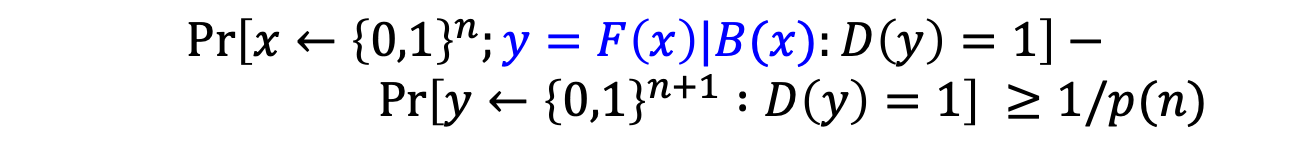 Pr[𝑥 ← {0,1}ⁿ; 𝑦 = 𝐹(𝑥)|𝐵(𝑥): 𝐷(𝑦) = 1] −
Pr[𝑦 ← {0,1}ⁿ⁺¹ : 𝐷(𝑦) = 1] ≥ 1/𝑝(𝑛)